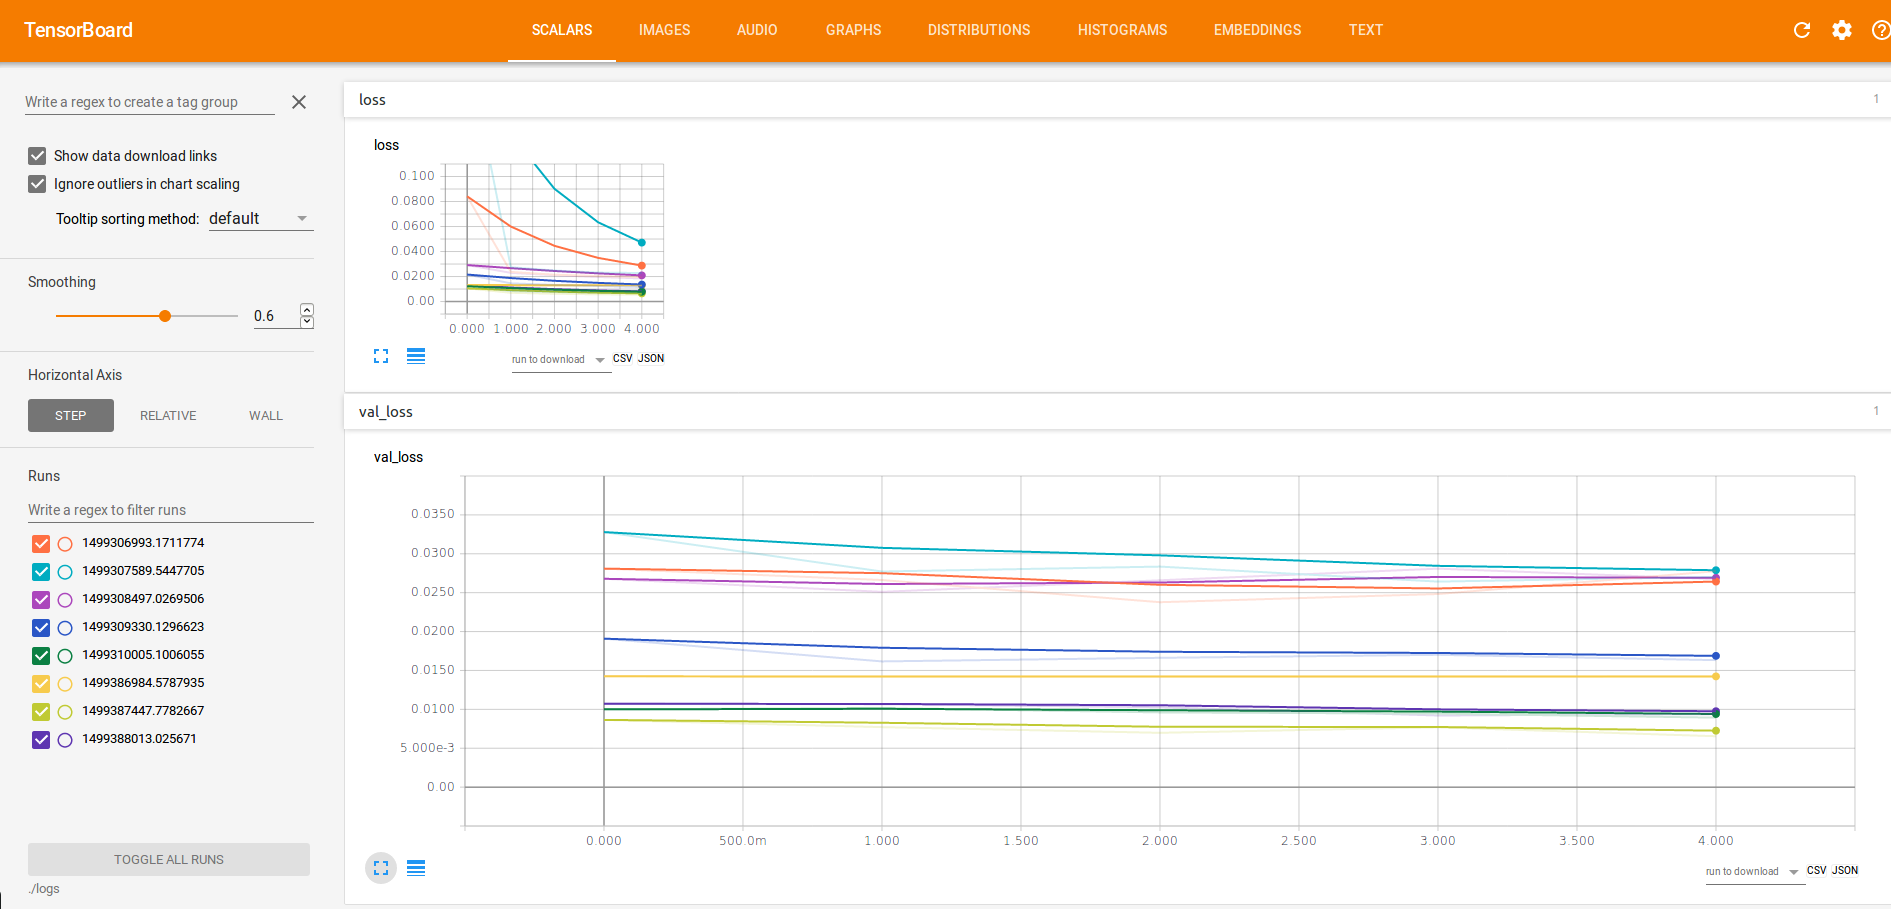 TensorBoard
SCALARS IMAGES AUDIO GRAPHS DISTRIBUTIONS HISTOGRAMS EMBEDDINGS TEXT
Write a regex to create a tag group
Show data download links
Ignore outliers in chart scaling
Tooltip sorting method: default
Smoothing
0.6
Horizontal Axis
STEP RELATIVE WALL
Runs
Write a regex to filter runs
1499306993.1711774
1499307589.5447705
1499308497.0269506
1499309330.1296623
1499310005.1006055
1499386984.5787935
1499387447.7782667
1499388013.025671
TOGGLE ALL RUNS
./logs
loss 1
loss
0.100
0.0800
0.0600
0.0400
0.0200
0.00
0.000 1.000 2.000 3.000 4.000
run to download CSV JSON
val_loss 1
val_loss
0.0350
0.0300
0.0250
0.0200
0.0150
0.0100
5.000e-3
0.00
0.000 500.0m 1.000 1.500 2.000 2.500 3.000 3.500 4.000
run to download CSV JSON